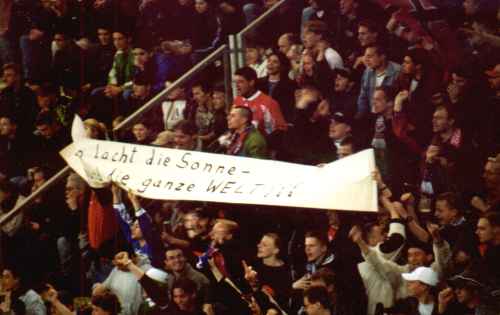 lacht die Sonne-
die ganze WELT!!!